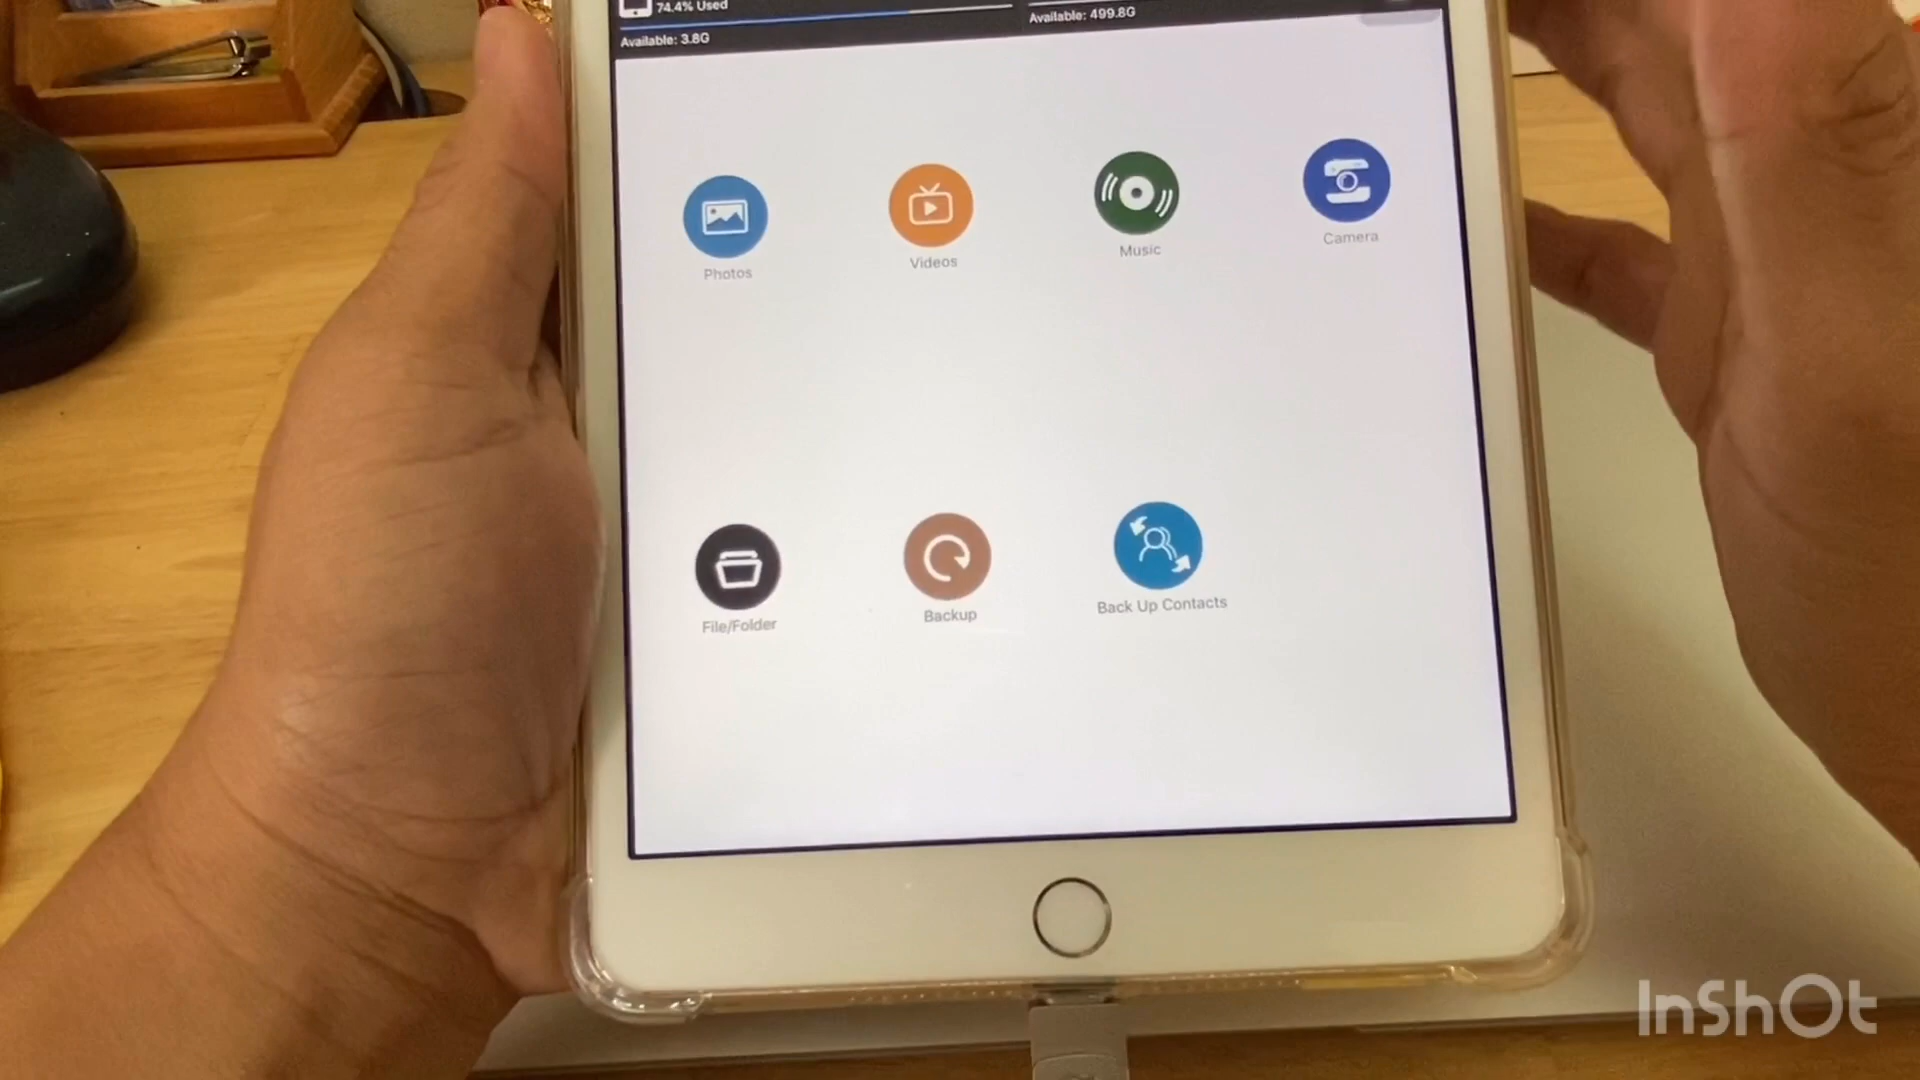 74.4% Used
Available: 3.8G
Available: 499.8G
Photos
Videos
Music
Camera
File/Folder
Backup
Back Up Contacts
InShOt